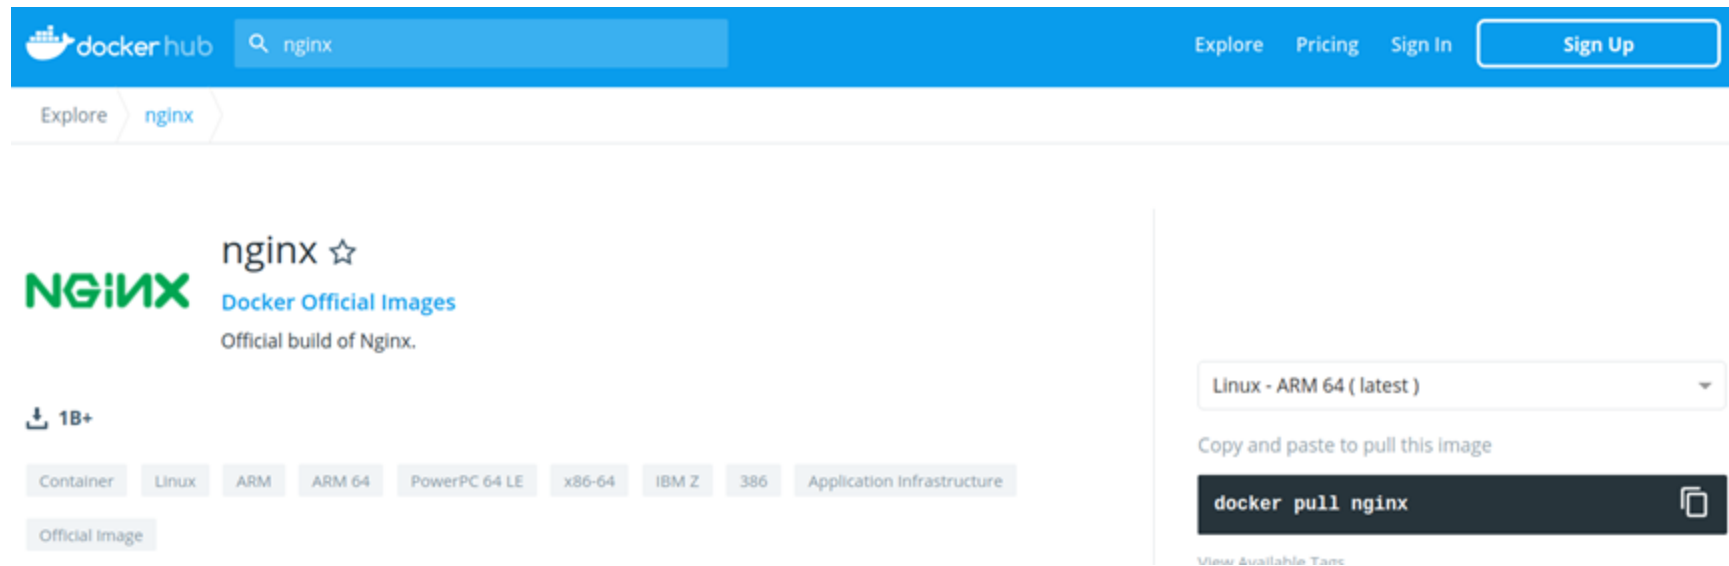 dockerhub nginx Explore Pricing Sign In Sign Up
Explore nginx
nginx
NGINX
Docker Official Images
Official build of Nginx.
1B+
Container Linux ARM ARM 64 PowerPC 64 LE x86-64 IBM Z 386 Application Infrastructure
Official Image
Linux - ARM 64 ( latest )
Copy and paste to pull this image
docker pull nginx
View Available Tags